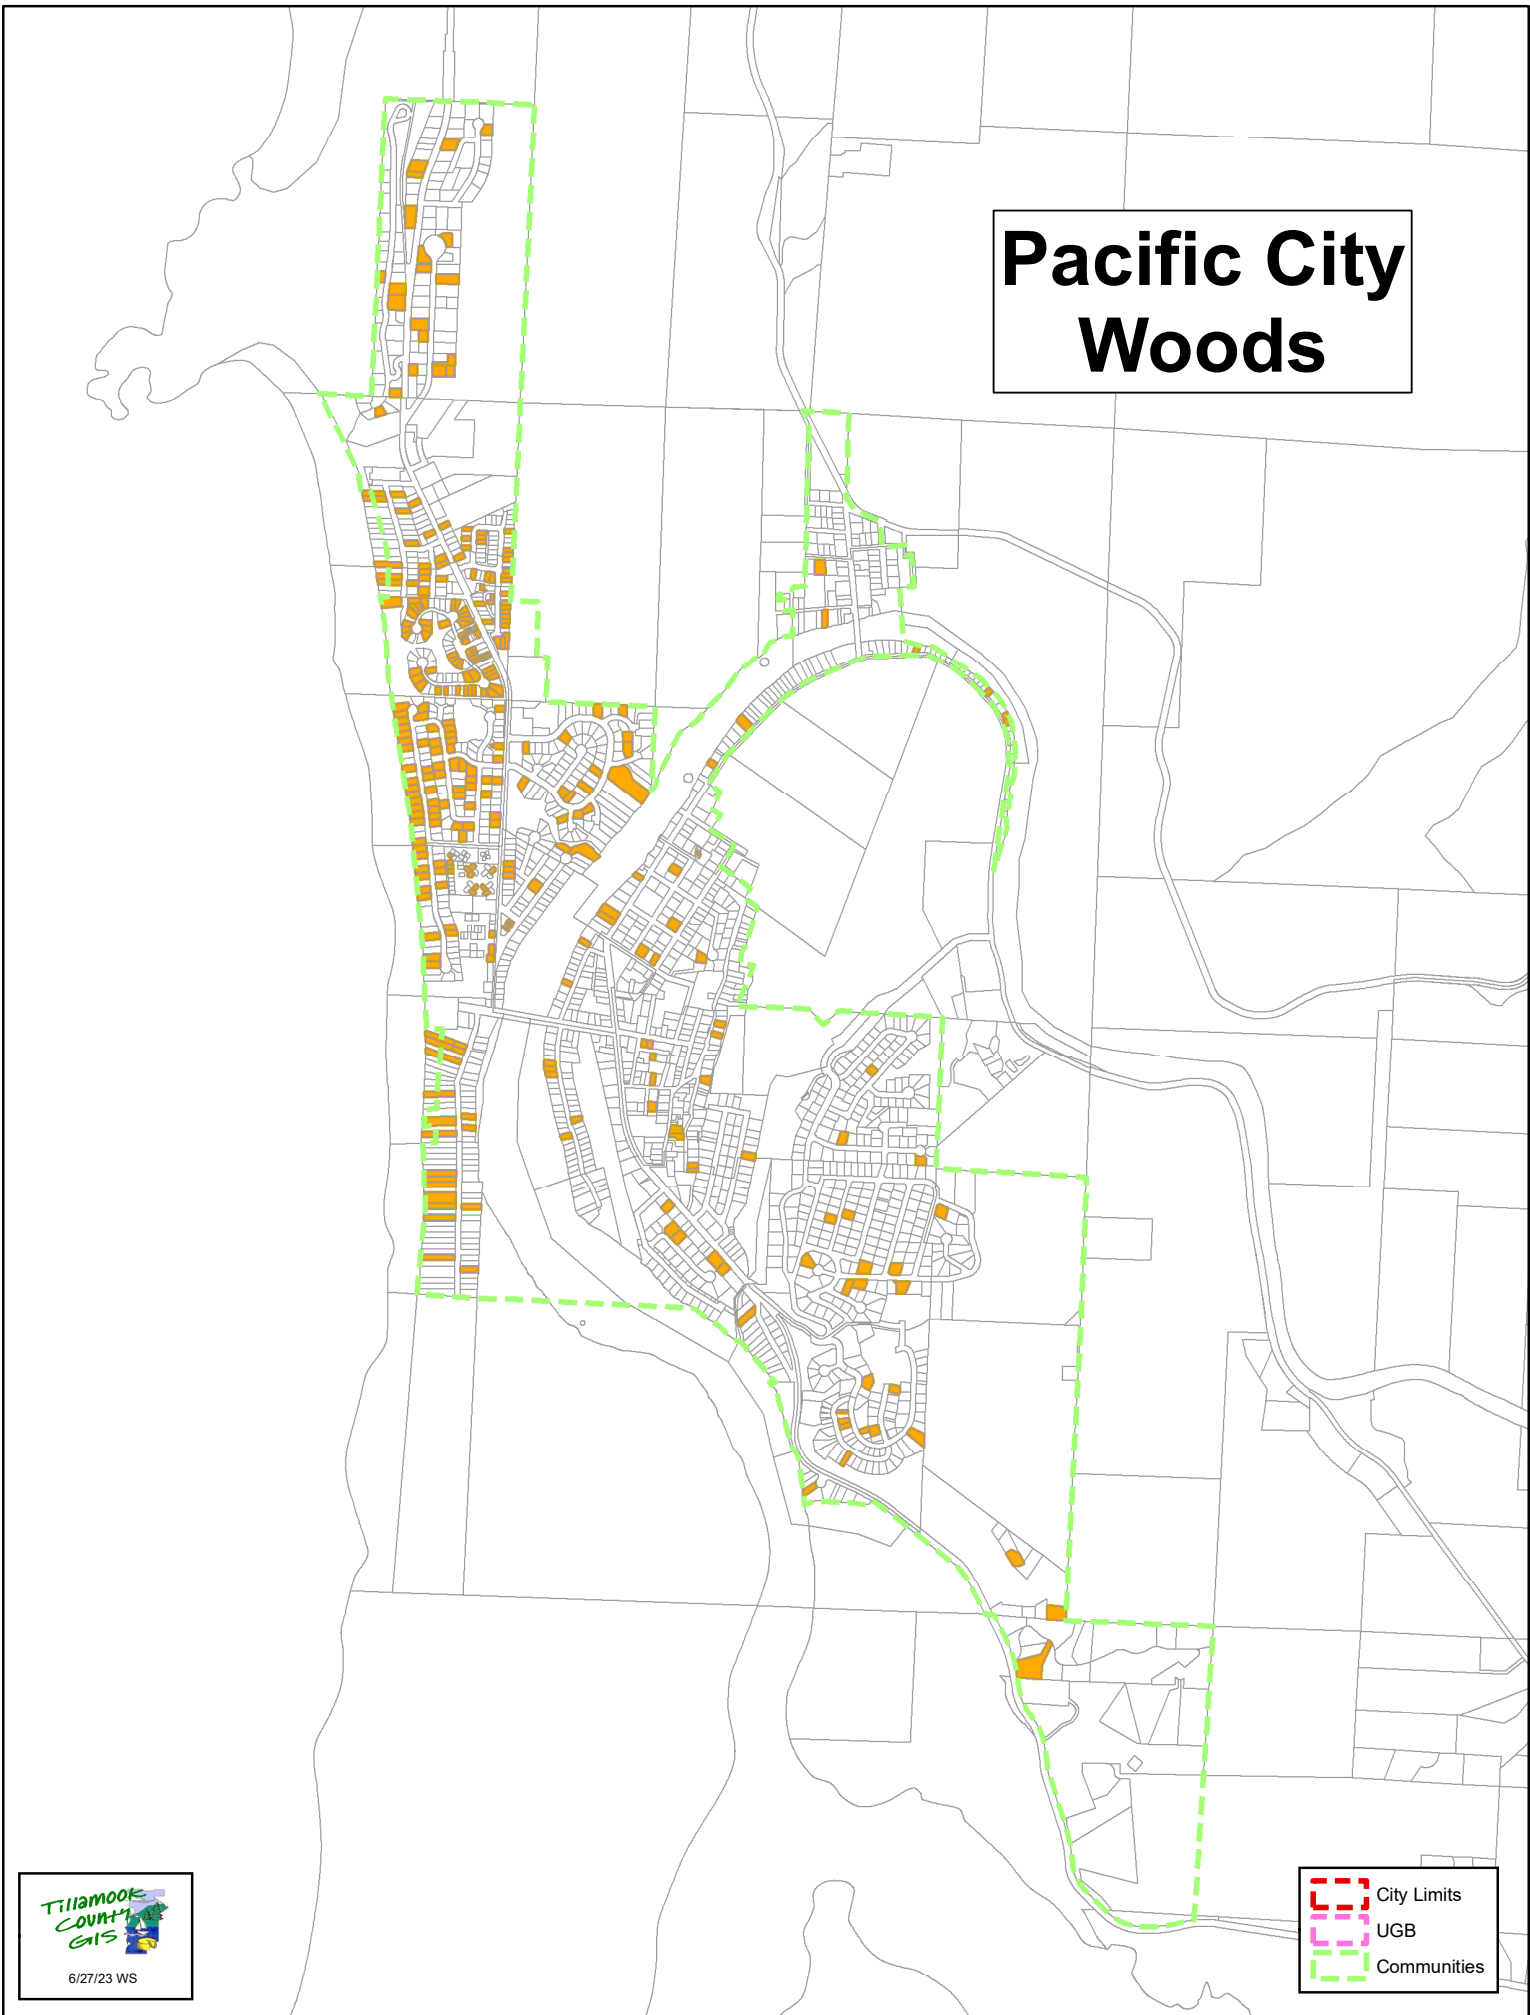 Pacific City
Woods
Tillamook
County
GIS
6/27/23 WS
City Limits
UGB
Communities